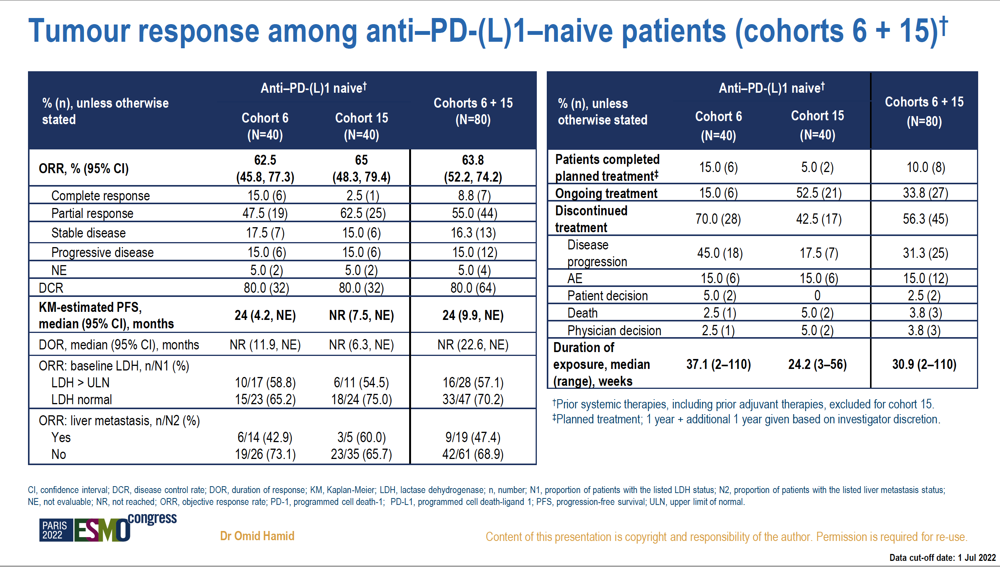 Tumour response among anti–PD-(L)1–naive patients (cohorts 6 + 15)†
% (n), unless otherwise stated
Anti–PD-(L)1 naive†
Cohort 6 (N=40)
Cohort 15 (N=40)
Cohorts 6 + 15 (N=80)
ORR, % (95% CI) 62.5 (45.8, 77.3) 65 (48.3, 79.4) 63.8 (52.2, 74.2)
Complete response 15.0 (6) 2.5 (1) 8.8 (7)
Partial response 47.5 (19) 62.5 (25) 55.0 (44)
Stable disease 17.5 (7) 15.0 (6) 16.3 (13)
Progressive disease 15.0 (6) 15.0 (6) 15.0 (12)
NE 5.0 (2) 5.0 (2) 5.0 (4)
DCR 80.0 (32) 80.0 (32) 80.0 (64)
KM-estimated PFS, median (95% CI), months 24 (4.2, NE) NR (7.5, NE) 24 (9.9, NE)
DOR, median (95% CI), months NR (11.9, NE) NR (6.3, NE) NR (22.6, NE)
ORR: baseline LDH, n/N1 (%)
LDH > ULN 10/17 (58.8) 6/11 (54.5) 16/28 (57.1)
LDH normal 15/23 (65.2) 18/24 (75.0) 33/47 (70.2)
ORR: liver metastasis, n/N2 (%)
Yes 6/14 (42.9) 3/5 (60.0) 9/19 (47.4)
No 19/26 (73.1) 23/35 (65.7) 42/61 (68.9)
% (n), unless otherwise stated
Anti–PD-(L)1 naive†
Cohort 6 (N=40)
Cohort 15 (N=40)
Cohorts 6 + 15 (N=80)
Patients completed planned treatment‡ 15.0 (6) 5.0 (2) 10.0 (8)
Ongoing treatment 15.0 (6) 52.5 (21) 33.8 (27)
Discontinued treatment 70.0 (28) 42.5 (17) 56.3 (45)
Disease progression 45.0 (18) 17.5 (7) 31.3 (25)
AE 15.0 (6) 15.0 (6) 15.0 (12)
Patient decision 5.0 (2) 0 2.5 (2)
Death 2.5 (1) 5.0 (2) 3.8 (3)
Physician decision 2.5 (1) 5.0 (2) 3.8 (3)
Duration of exposure, median (range), weeks 37.1 (2–110) 24.2 (3–56) 30.9 (2–110)
†Prior systemic therapies, including prior adjuvant therapies, excluded for cohort 15.
‡Planned treatment; 1 year + additional 1 year given based on investigator discretion.
CI, confidence interval; DCR, disease control rate; DOR, duration of response; KM, Kaplan-Meier; LDH, lactase dehydrogenase; n, number; N1, proportion of patients with the listed LDH status; N2, proportion of patients with the listed liver metastasis status;
NE, not evaluable; NR, not reached; ORR, objective response rate; PD-1, programmed cell death-1; PD-L1, programmed cell death-ligand 1; PFS, progression-free survival; ULN, upper limit of normal.
PARIS 2022 ESMO congress
Dr Omid Hamid
Content of this presentation is copyright and responsibility of the author. Permission is required for re-use.
Data cut-off date: 1 Jul 2022